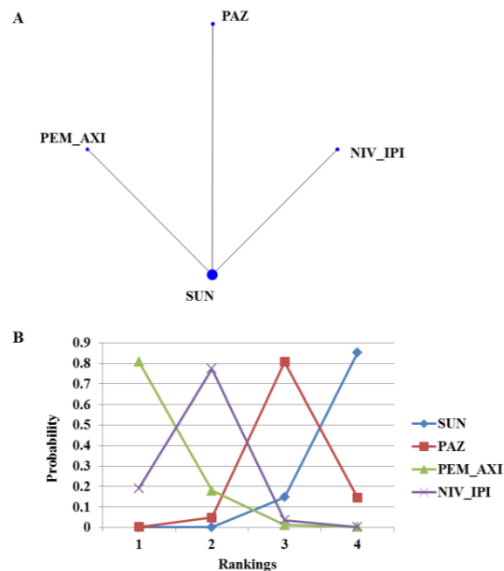 A
PAZ
PEM_AXI
NIV_IPI
SUN
B
0.9
0.8
0.7
0.6
0.5
0.4
0.3
0.2
0.1
0
Probability
1 2 3 4
Rankings
SUN
PAZ
PEM_AXI
NIV_IPI